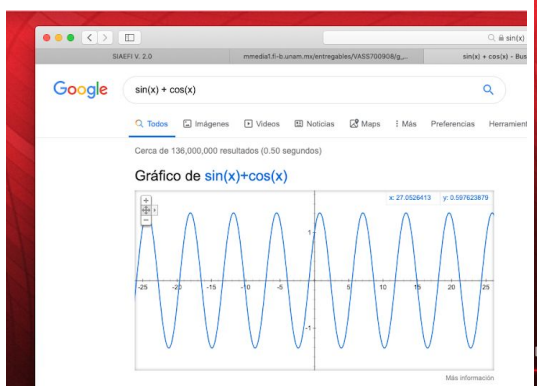 sin(x)
SIAEFI V. 2.0
mmedia1.fi-b.unam.mx/entregables/VASS700908/g_...
sin(x) + cos(x) - Bus
Google
sin(x) + cos(x)
Todos Imágenes Videos Noticias Maps Más Preferencias Herramient
Cerca de 136,000,000 resultados (0.50 segundos)
Gráfico de sin(x)+cos(x)
x: 27.0526413 y: 0.597623879
1
-25 -20 -15 -10 -5 5 10 15 20 25
-1
Más información